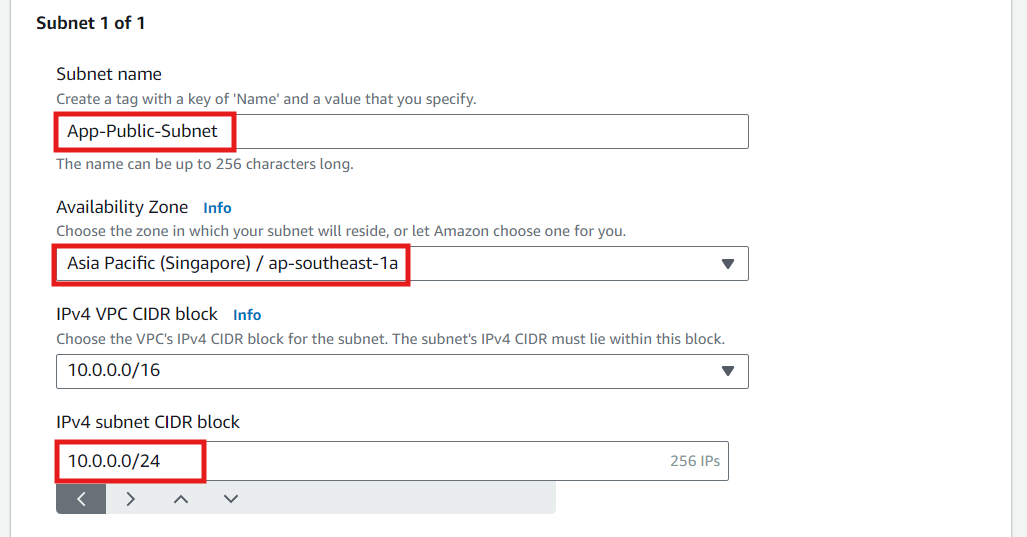 Subnet 1 of 1
Subnet name
Create a tag with a key of 'Name' and a value that you specify.
App-Public-Subnet
The name can be up to 256 characters long.
Availability Zone Info
Choose the zone in which your subnet will reside, or let Amazon choose one for you.
Asia Pacific (Singapore) / ap-southeast-1a
IPv4 VPC CIDR block Info
Choose the VPC's IPv4 CIDR block for the subnet. The subnet's IPv4 CIDR must lie within this block.
10.0.0.0/16
IPv4 subnet CIDR block
10.0.0.0/24 256 IPs